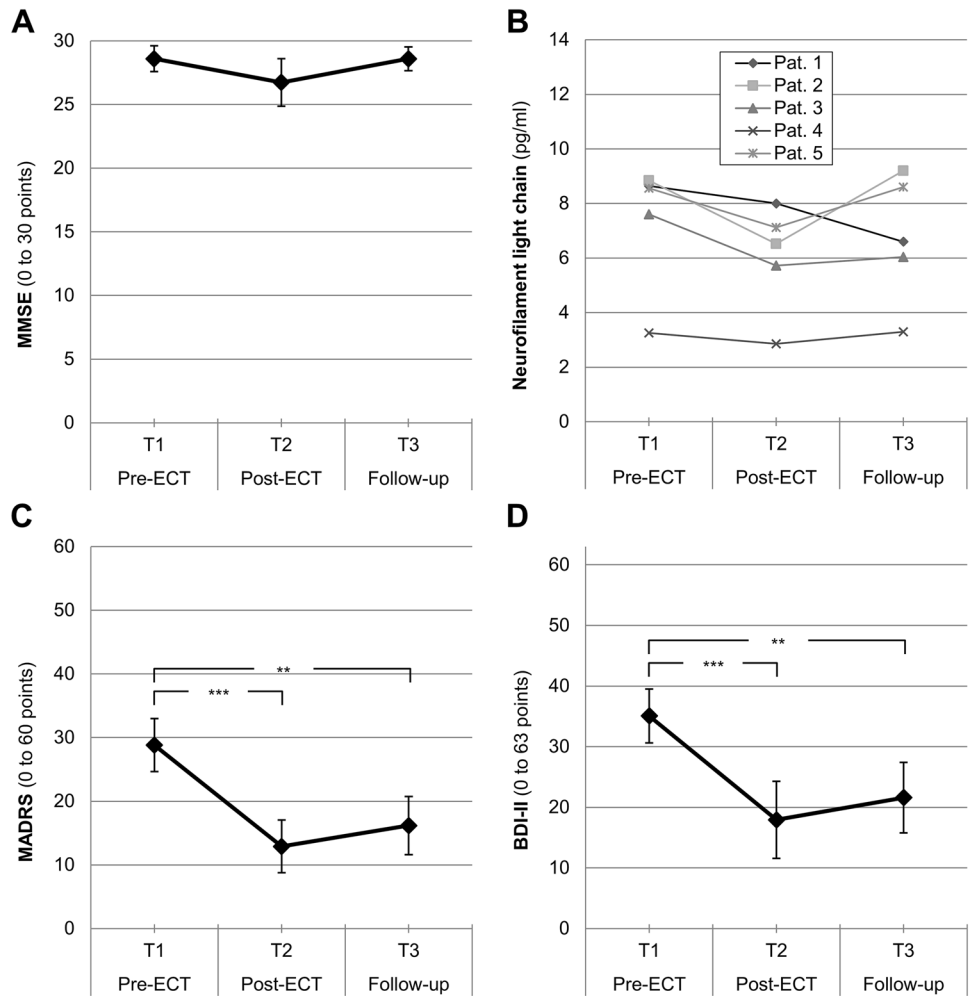 A
MMSE (0 to 30 points)
30
25
20
15
10
5
0
T1 T2 T3
Pre-ECT Post-ECT Follow-up
B
Neurofilament light chain (pg/ml)
14
12
10
8
6
4
2
0
Pat. 1
Pat. 2
Pat. 3
Pat. 4
Pat. 5
T1 T2 T3
Pre-ECT Post-ECT Follow-up
C
MADRS (0 to 60 points)
60
50
40
30
20
10
0
**
***
T1 T2 T3
Pre-ECT Post-ECT Follow-up
D
BDI-II (0 to 63 points)
60
50
40
30
20
10
0
**
***
T1 T2 T3
Pre-ECT Post-ECT Follow-up